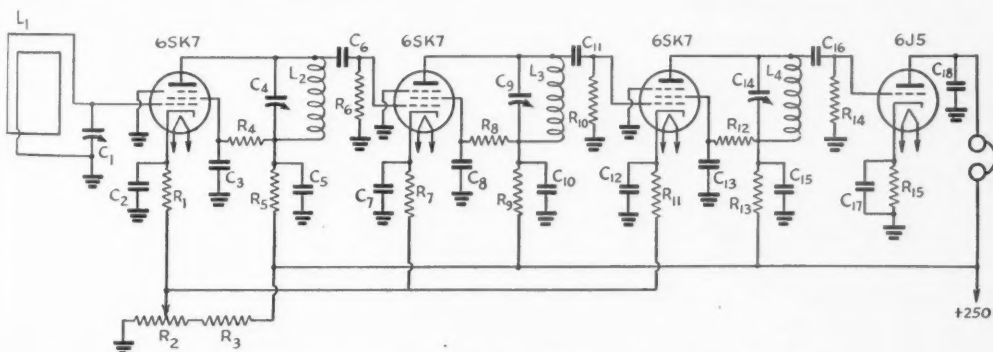 L1
6SK7
C6
6SK7
C11
6SK7
C16
6J5
C4
L2
C9
L3
C14
L4
C18
R6
R10
R14
R4
R8
R12
C1
C2
R1
C3
R5
C5
C7
R7
C8
R9
C10
C12
R11
C13
R13
C15
C17
R15
R2
R3
+250